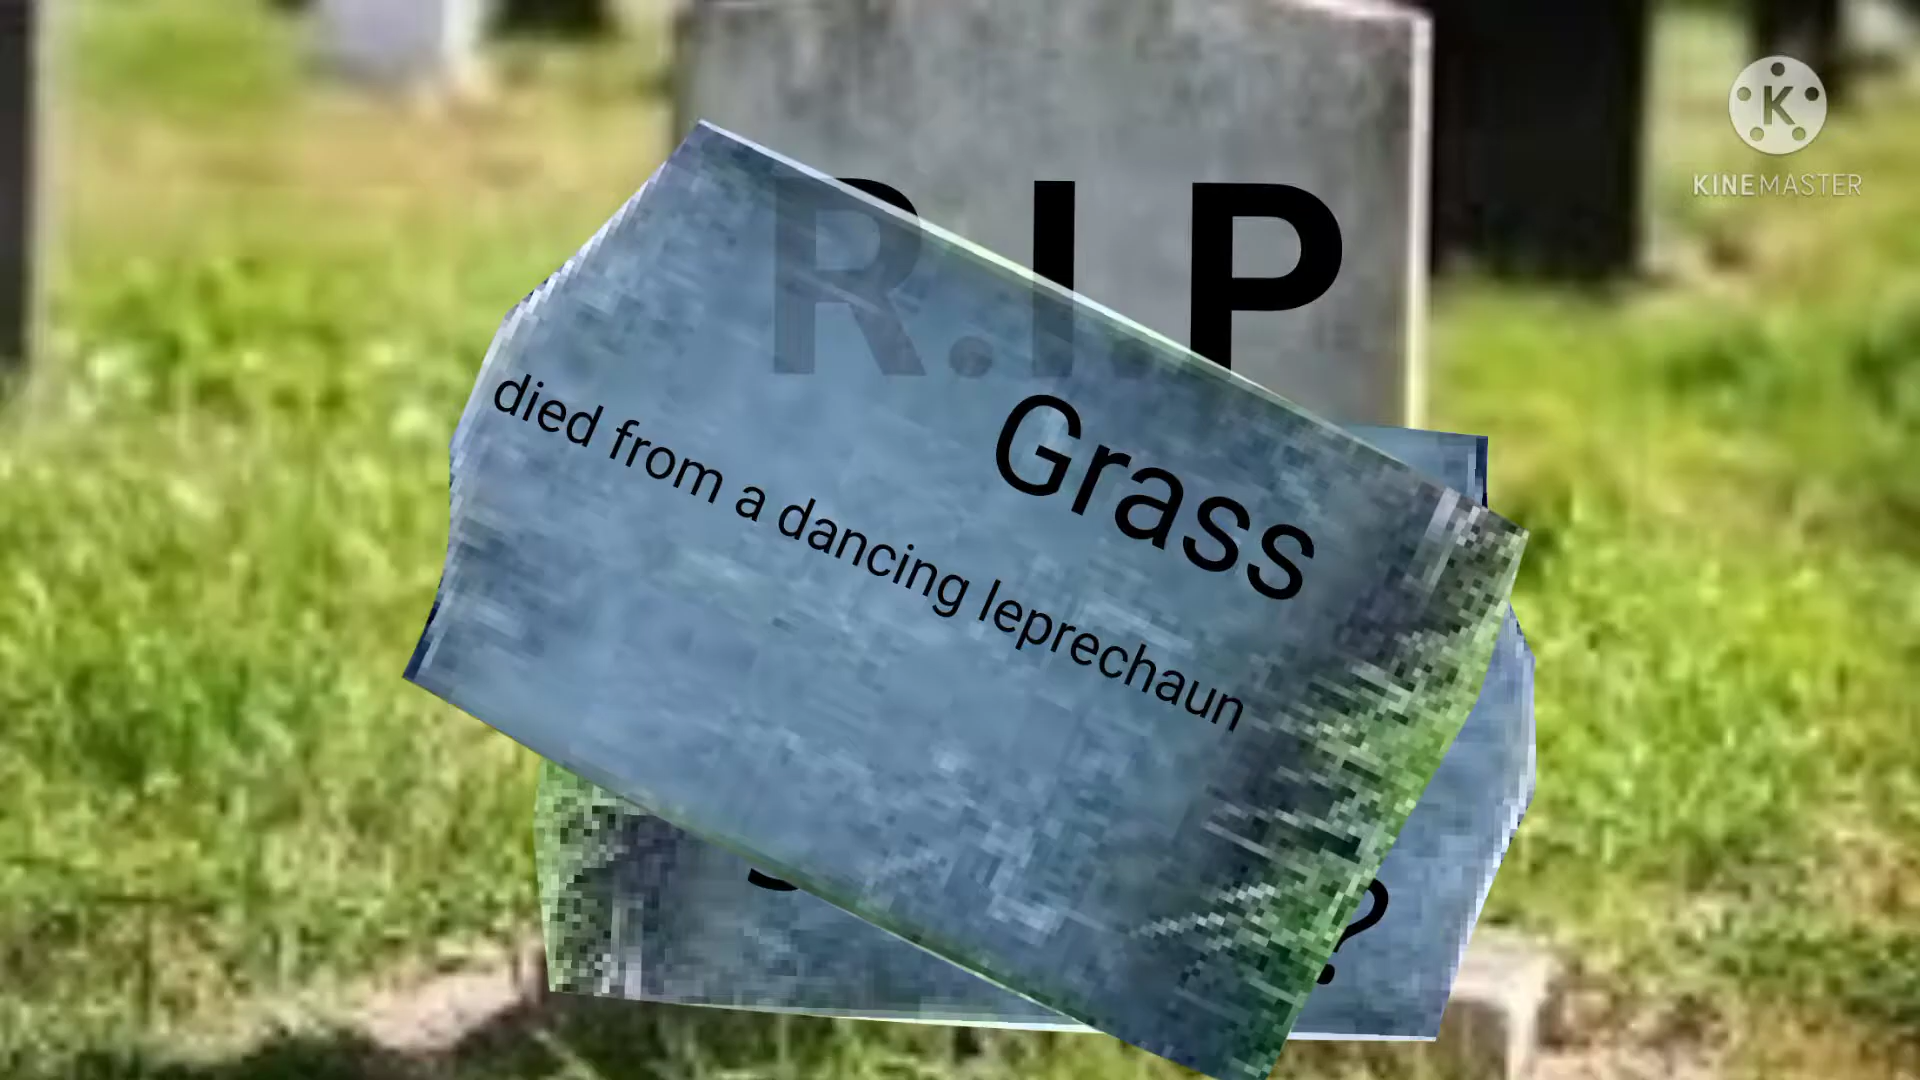 R.I.P
Grass
died from a dancing leprechaun
?
KINEMASTER